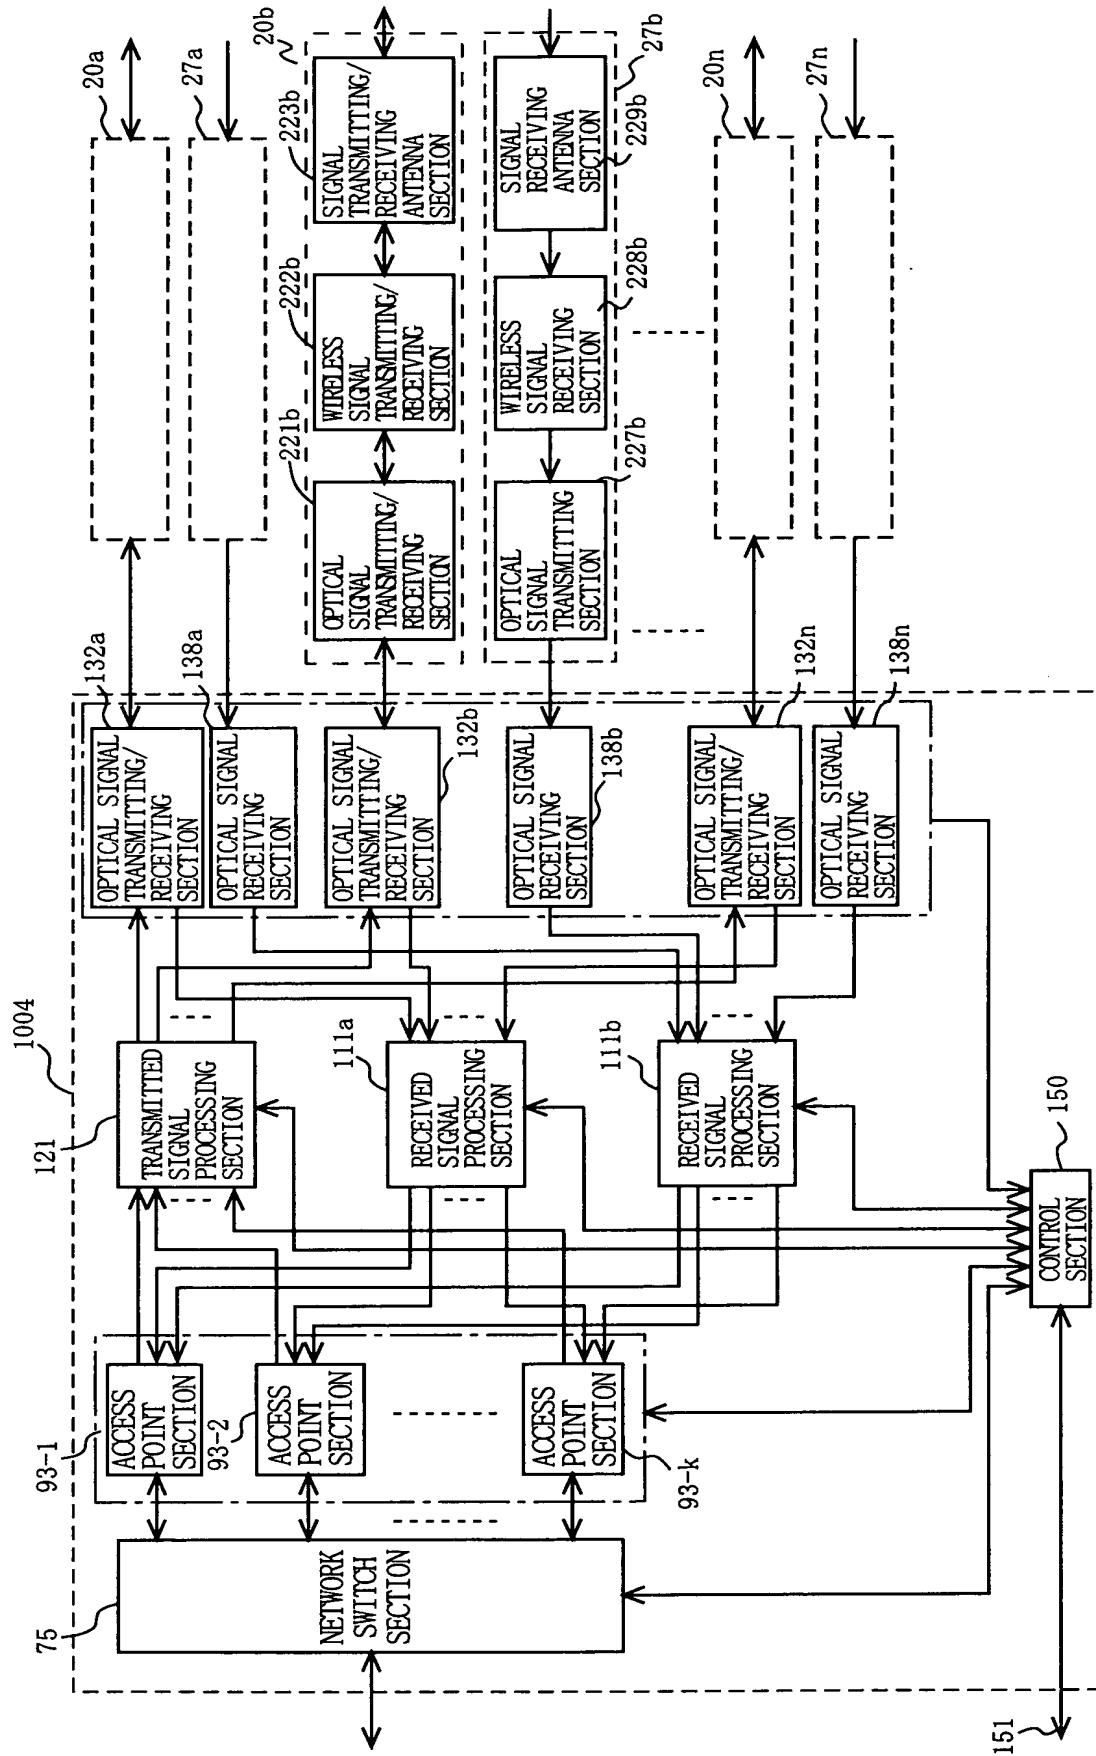 1004
75
NETWORK
SWITCH
SECTION
93-1
ACCESS
POINT
SECTION
93-2
ACCESS
POINT
SECTION
ACCESS
POINT
SECTION
93-k
121
TRANSMITTED
SIGNAL
PROCESSING
SECTION
111a
RECEIVED
SIGNAL
PROCESSING
SECTION
111b
RECEIVED
SIGNAL
PROCESSING
SECTION
150
CONTROL
SECTION
151
132a
OPTICAL SIGNAL
TRANSMITTING/
RECEIVING
SECTION
138a
OPTICAL SIGNAL
RECEIVING
SECTION
OPTICAL SIGNAL
TRANSMITTING/
RECEIVING
SECTION
132b
OPTICAL SIGNAL
RECEIVING
SECTION
138b
OPTICAL SIGNAL
TRANSMITTING/
RECEIVING
SECTION
132n
OPTICAL SIGNAL
RECEIVING
SECTION
138n
20a
27a
221b
OPTICAL
SIGNAL
TRANSMITTING/
RECEIVING
SECTION
222b
WIRELESS
SIGNAL
TRANSMITTING/
RECEIVING
SECTION
223b
SIGNAL
TRANSMITTING/
RECEIVING
ANTENNA
SECTION
20b
OPTICAL
SIGNAL
TRANSMITTING
SECTION
227b
WIRELESS
SIGNAL
RECEIVING
SECTION
228b
SIGNAL
RECEIVING
ANTENNA
SECTION
229b
27b
20n
27n